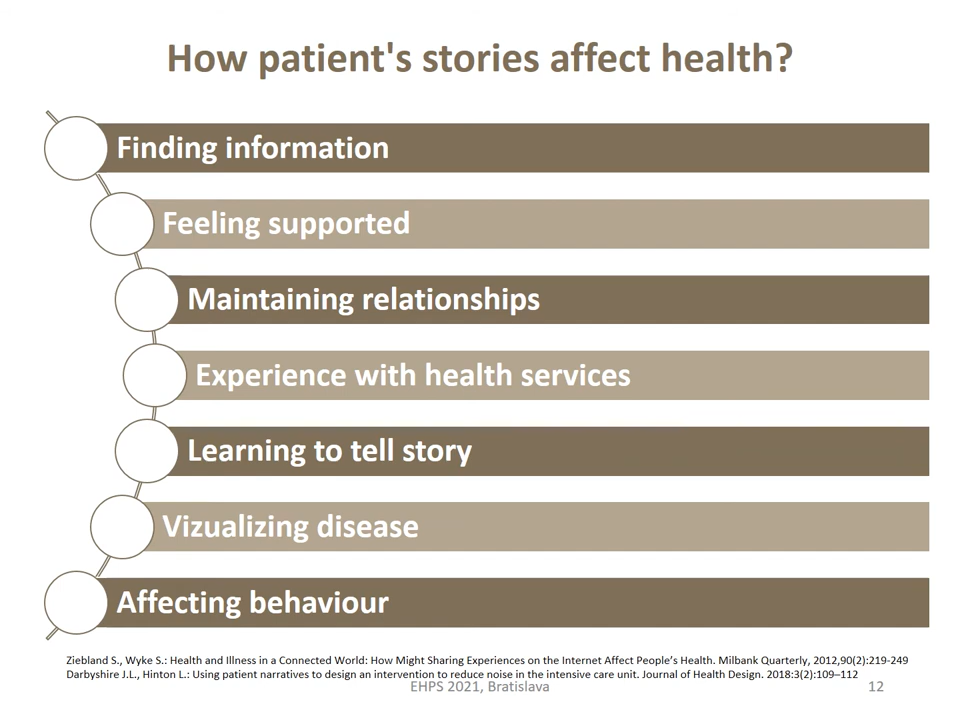 How patient's stories affect health?
Finding information
Feeling supported
Maintaining relationships
Experience with health services
Learning to tell story
Vizualizing disease
Affecting behaviour
Ziebland S., Wyke S.: Health and Illness in a Connected World: How Might Sharing Experiences on the Internet Affect People’s Health. Milbank Quarterly, 2012,90(2):219-249
Darbyshire J.L., Hinton L.: Using patient narratives to design an intervention to reduce noise in the intensive care unit. Journal of Health Design. 2018:3(2):109–112
EHPS 2021, Bratislava 12